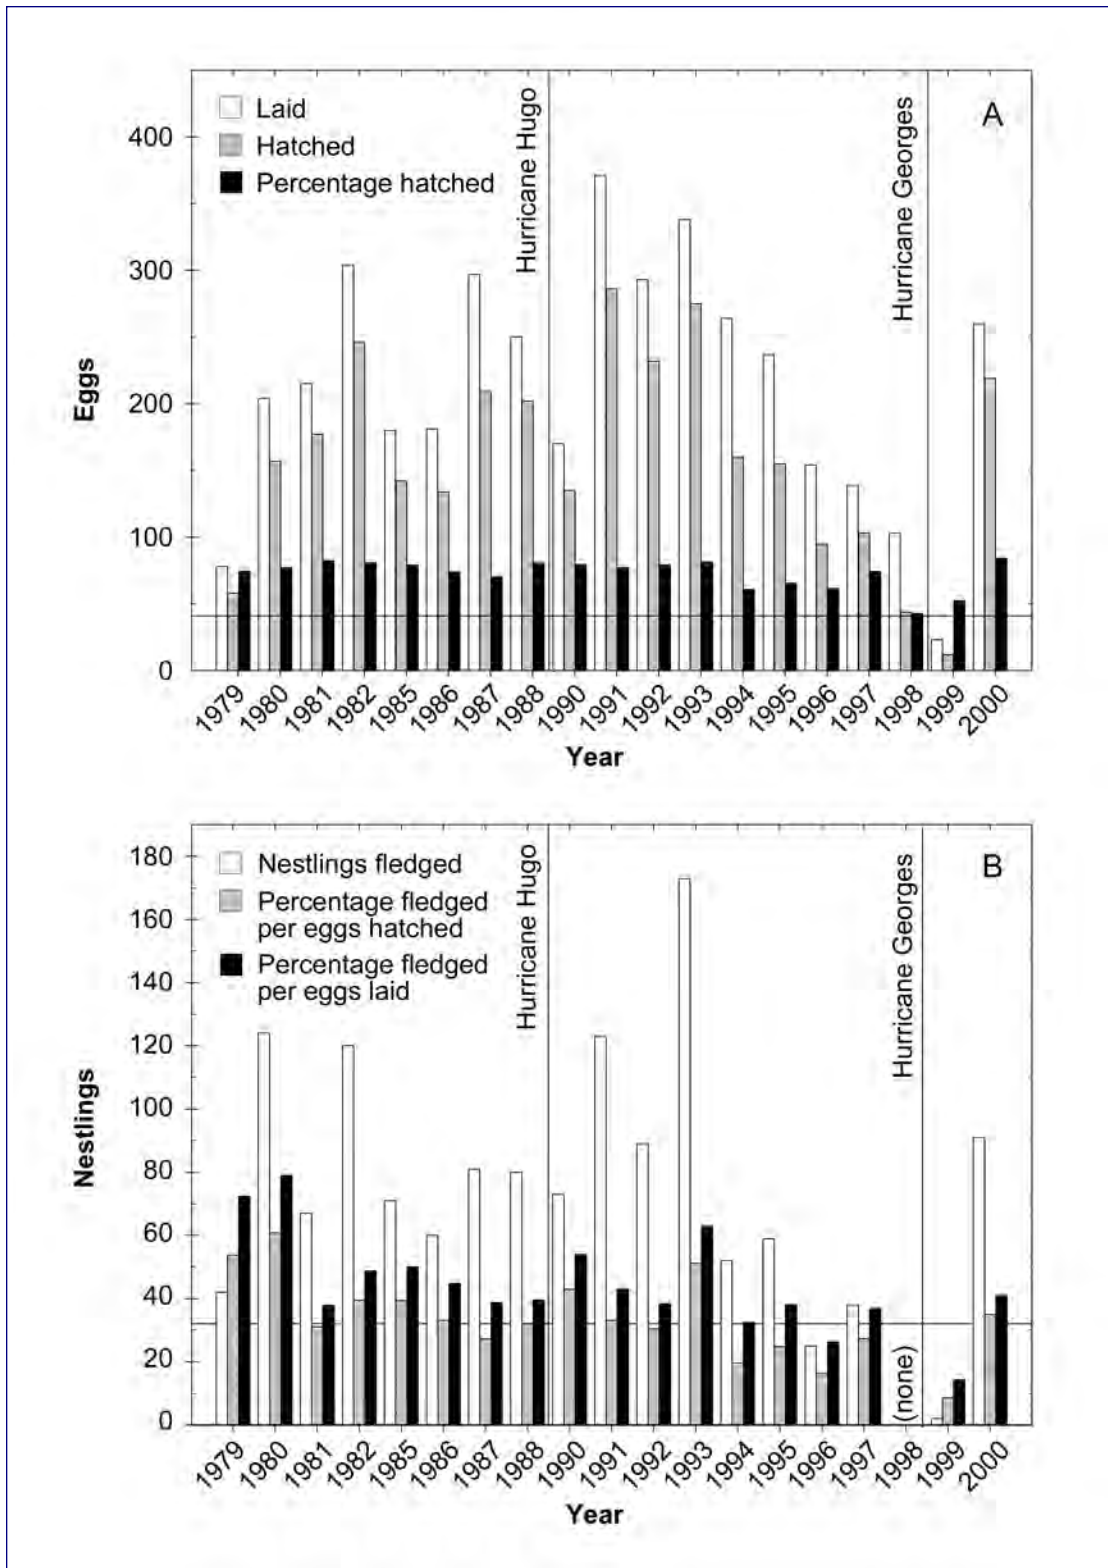 A
Laid
Hatched
Percentage hatched
Hurricane Hugo
Hurricane Georges
400
300
200
100
0
Eggs
1979 1980 1981 1982 1985 1986 1987 1988 1990 1991 1992 1993 1994 1995 1996 1997 1998 1999 2000
Year
B
Nestlings fledged
Percentage fledged
per eggs hatched
Percentage fledged
per eggs laid
Hurricane Hugo
Hurricane Georges
180
160
140
120
100
80
60
40
20
0
Nestlings
(none)
1979 1980 1981 1982 1985 1986 1987 1988 1990 1991 1992 1993 1994 1995 1996 1997 1998 1999 2000
Year